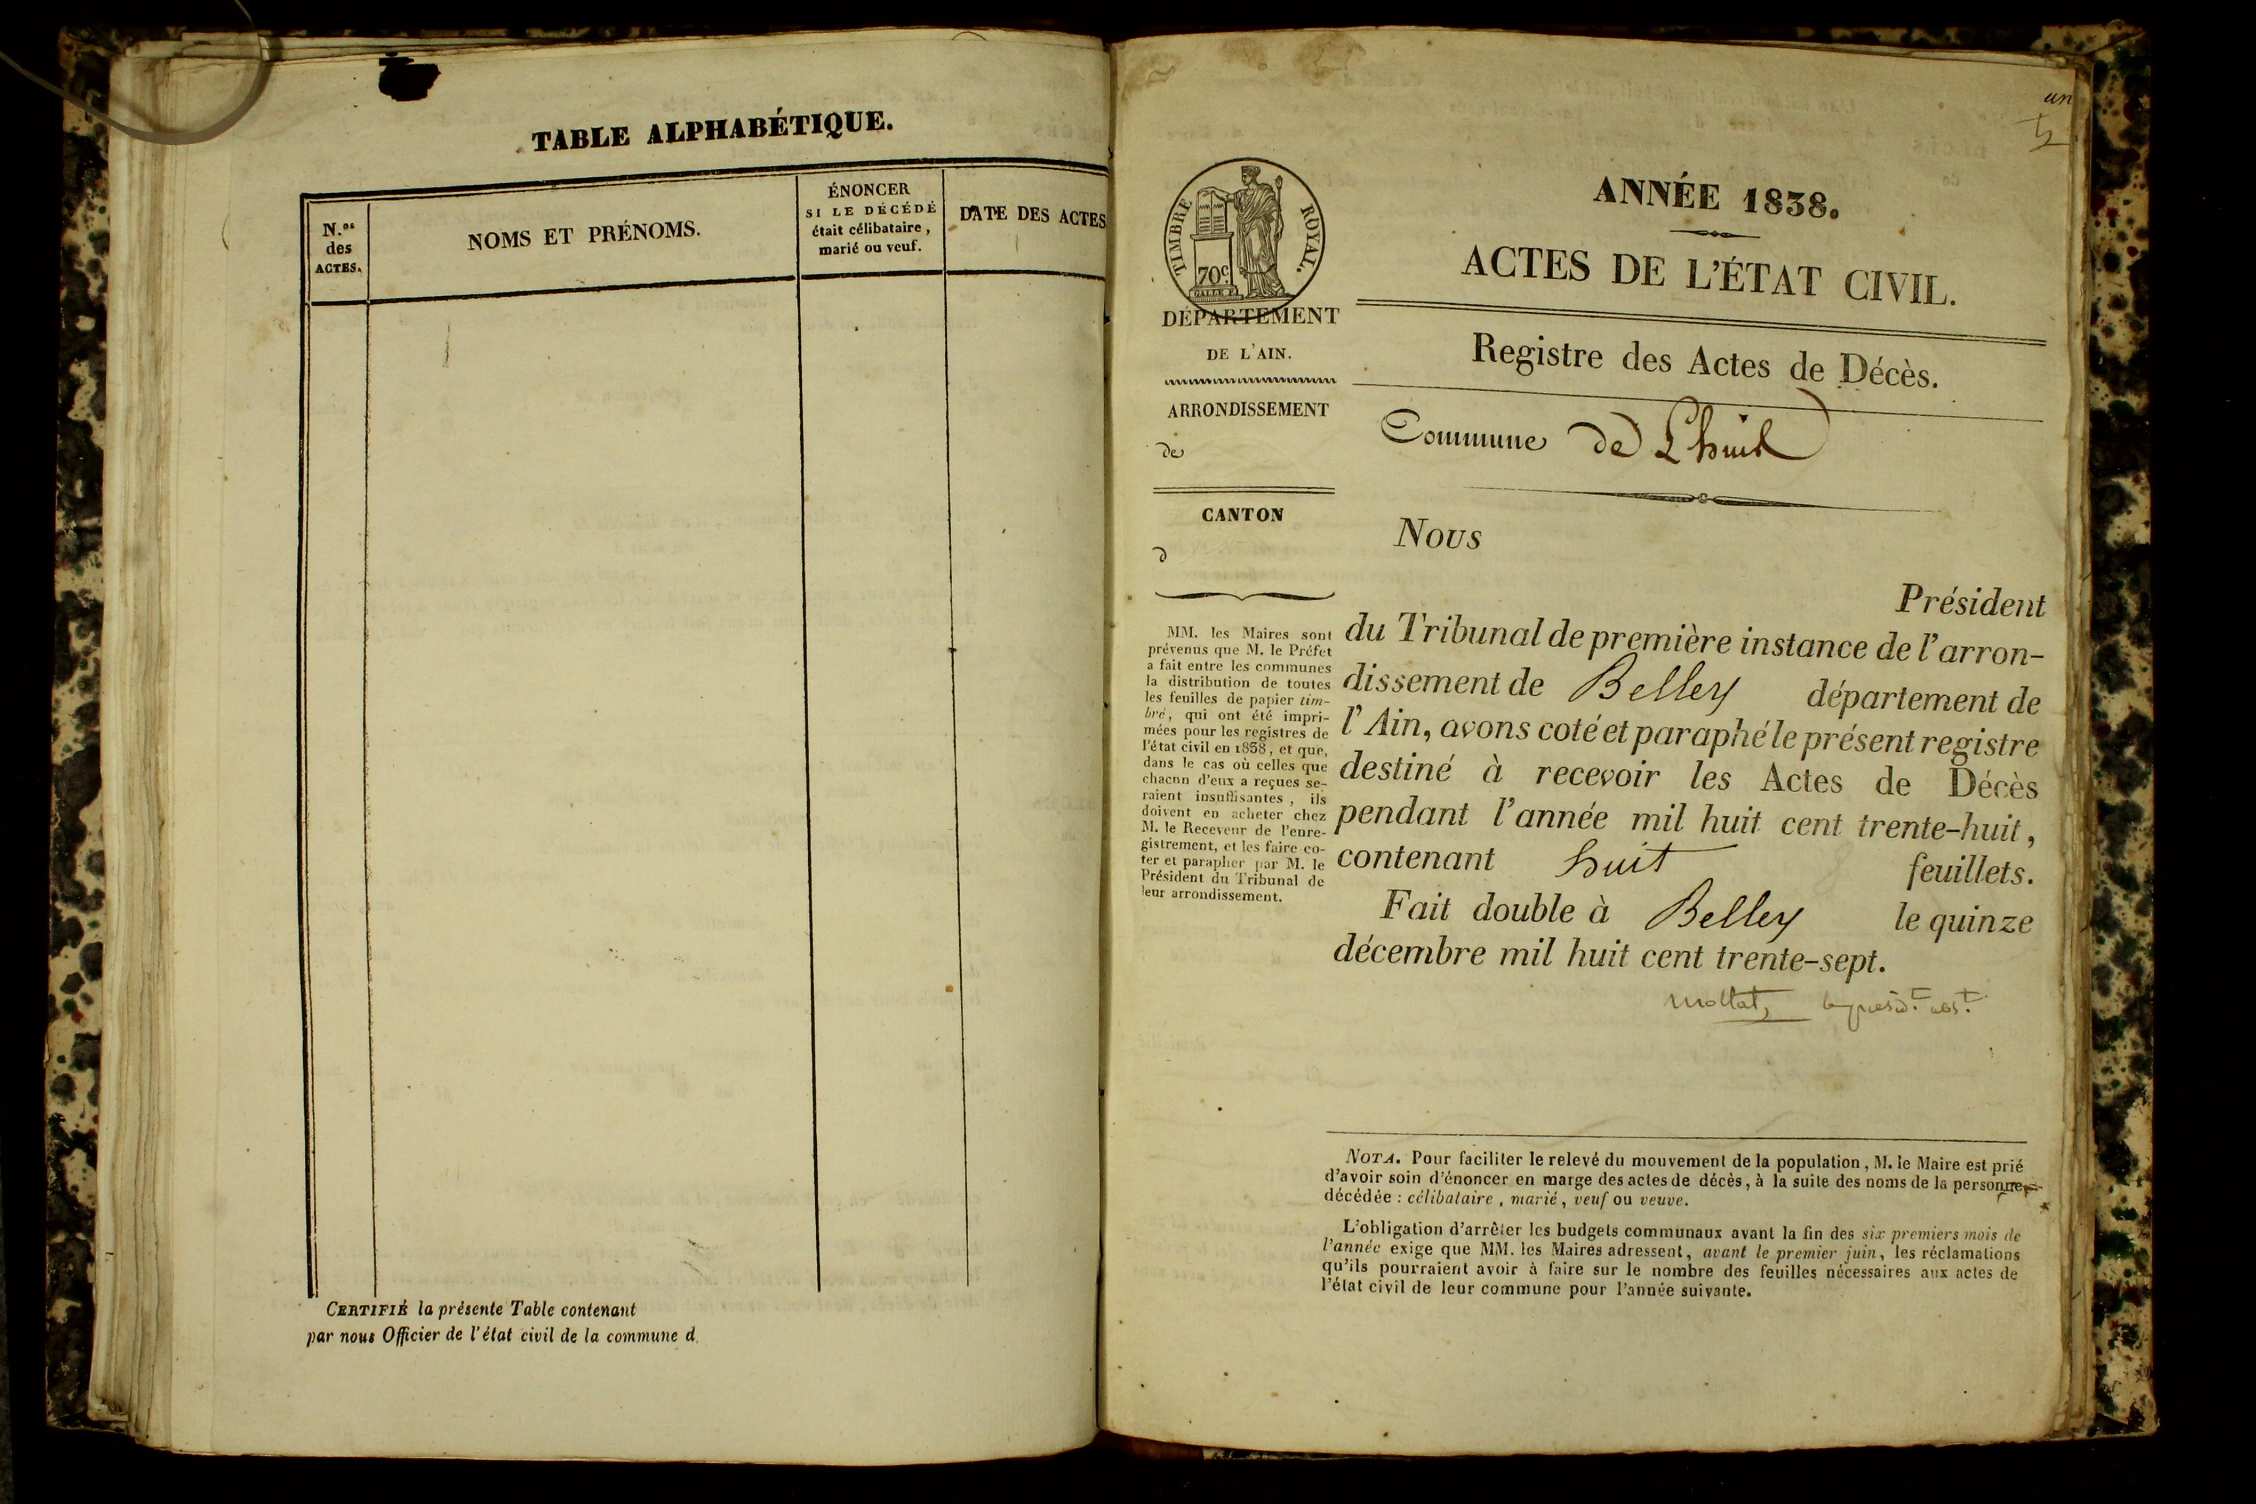 TABLE ALPHABÉTIQUE.
N.os
des
ACTES.
NOMS ET PRÉNOMS.
ÉNONCER
SI LE DÉCÉDÉ
était célibataire,
marié ou veuf.
DATE DES ACTES
CERTIFIÉ la présente Table contenant
par nous Officier de l'état civil de la commune d
un
TIMBRE ROYAL.
70c.
DÉPARTEMENT
DE L'AIN.
ARRONDISSEMENT
de
CANTON
d
MM. les Maires sont
prévenus que M. le Préfet
a fait entre les communes
la distribution de toutes
les feuilles de papier tim-
bré, qui ont été impri-
mées pour les registres de
l'état civil en 1838, et que,
dans le cas où celles que
chacun d'eux a reçues se-
raient insuffisantes, ils
doivent en acheter chez
M. le Receveur de l'enre-
gistrement, et les faire co-
ter et parapher par M. le
Président du Tribunal de
leur arrondissement.
ANNÉE 1838.
ACTES DE L'ÉTAT CIVIL.
Registre des Actes de Décès.
Commune de Lhuis
Nous
Président
du Tribunal de première instance de l'arron-
dissement de Belley département de
l'Ain, avons coté et paraphé le présent registre
destiné à recevoir les Actes de Décès
pendant l'année mil huit cent trente-huit,
contenant huit feuillets.
Fait double à Belley le quinze
décembre mil huit cent trente-sept.
NOTA. Pour faciliter le relevé du mouvement de la population, M. le Maire est prié
d'avoir soin d'énoncer en marge des actes de décès, à la suite des noms de la personne
décédée : célibataire, marié, veuf ou veuve.
L'obligation d'arrêter les budgets communaux avant la fin des six premiers mois de
l'année exige que MM. les Maires adressent, avant le premier juin, les réclamations
qu'ils pourraient avoir à faire sur le nombre des feuilles nécessaires aux actes de
l'état civil de leur commune pour l'année suivante.